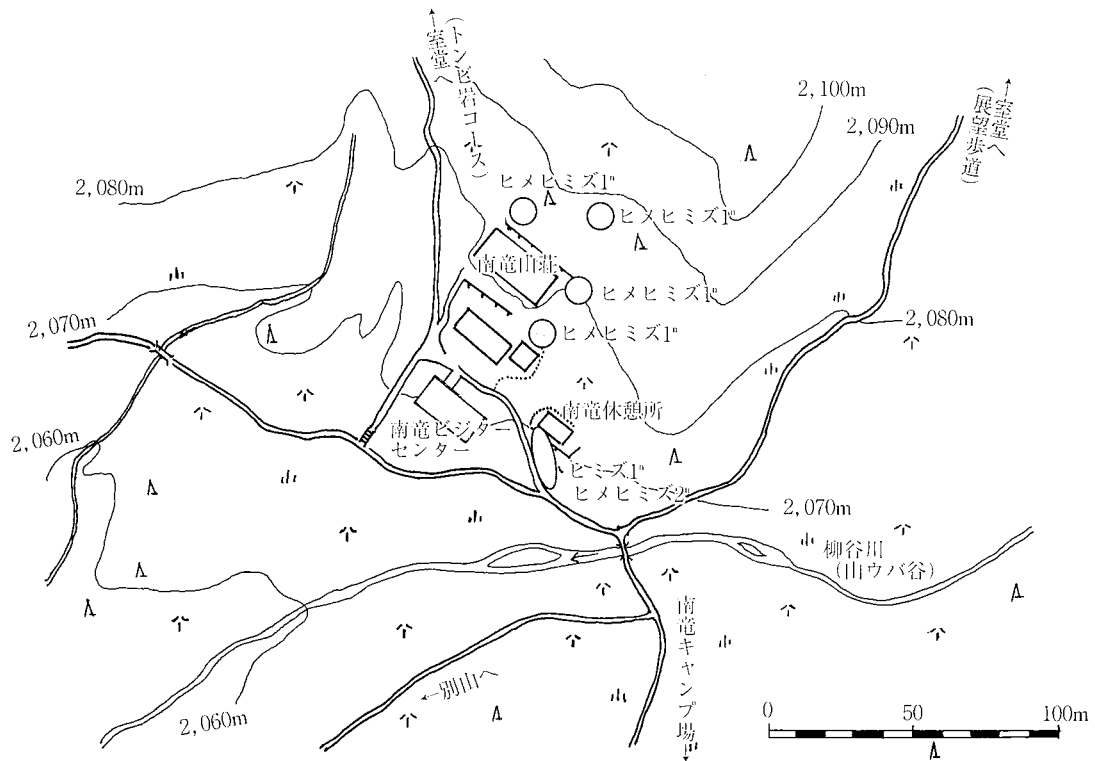 ↑室堂へ
(トンビ岩コース)
↑室堂へ
(展望歩道)
2,100m
2,090m
2,080m
ヒメヒミズ1♂
ヒメヒミズ1♂
南竜山荘
ヒメヒミズ1♂
2,070m
2,080m
ヒメヒミズ1♂
南竜休憩所
2,060m
南竜ビジター
センター
ヒミズ1♂
ヒメヒミズ2♂
2,070m
柳谷川
(山ウバ谷)
南竜キャンプ場→
←別山へ
2,060m
0 50 100m